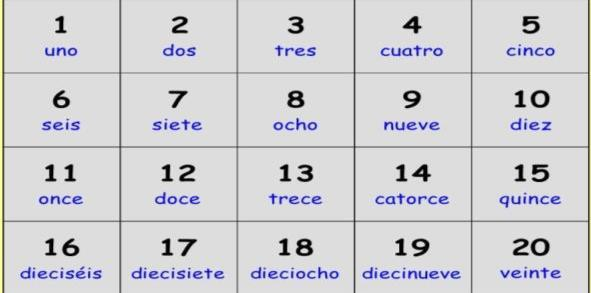 1 2 3 4 5
uno dos tres cuatro cinco
6 7 8 9 10
seis siete ocho nueve diez
11 12 13 14 15
once doce trece catorce quince
16 17 18 19 20
dieciséis diecisiete dieciocho diecinueve veinte